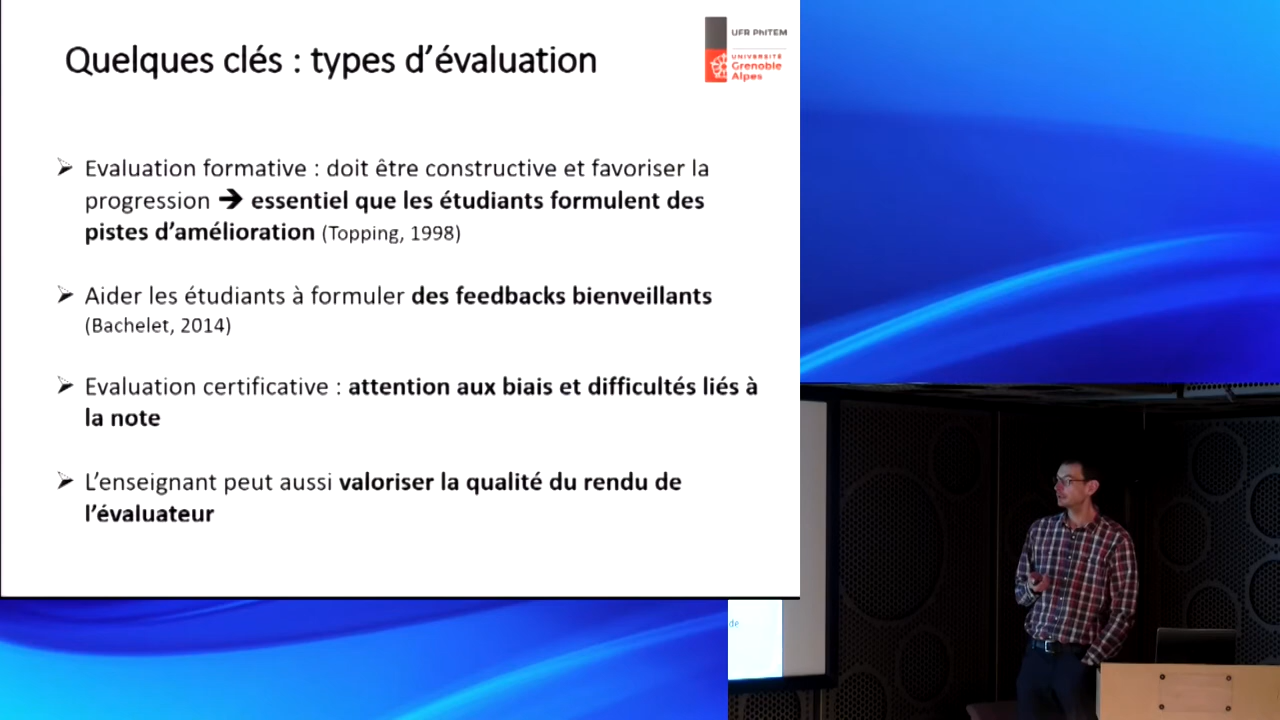 Quelques clés : types d'évaluation
UFR PhITEM
UNIVERSITÉ
Grenoble
Alpes
➢ Evaluation formative : doit être constructive et favoriser la
progression ➔ essentiel que les étudiants formulent des
pistes d'amélioration (Topping, 1998)
➢ Aider les étudiants à formuler des feedbacks bienveillants
(Bachelet, 2014)
➢ Evaluation certificative : attention aux biais et difficultés liés à
la note
➢ L'enseignant peut aussi valoriser la qualité du rendu de
l'évaluateur
de